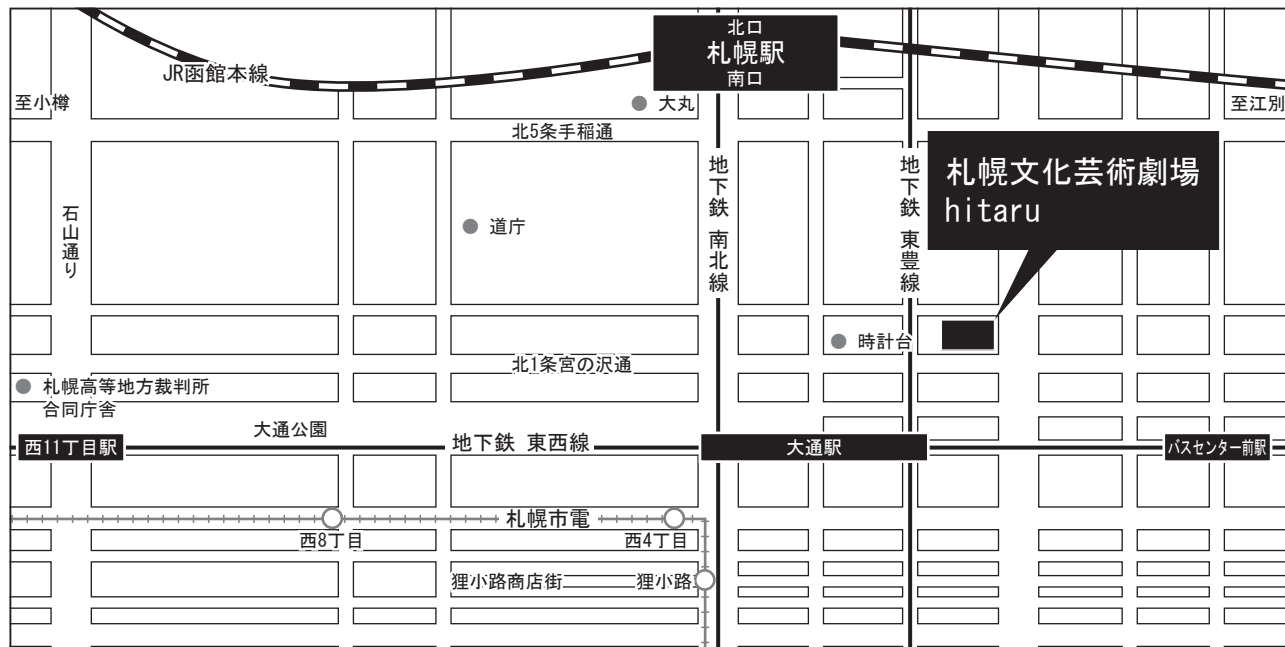 北口
札幌駅
南口
JR函館本線
至小樽
大丸
至江別
北5条手稲通
札幌文化芸術劇場
hitaru
地下鉄 南北線
地下鉄 東豊線
石山通り
道庁
時計台
北1条宮の沢通
札幌高等地方裁判所
合同庁舎
大通公園
西11丁目駅
地下鉄 東西線
大通駅
バスセンター前駅
札幌市電
西8丁目
西4丁目
狸小路商店街
狸小路